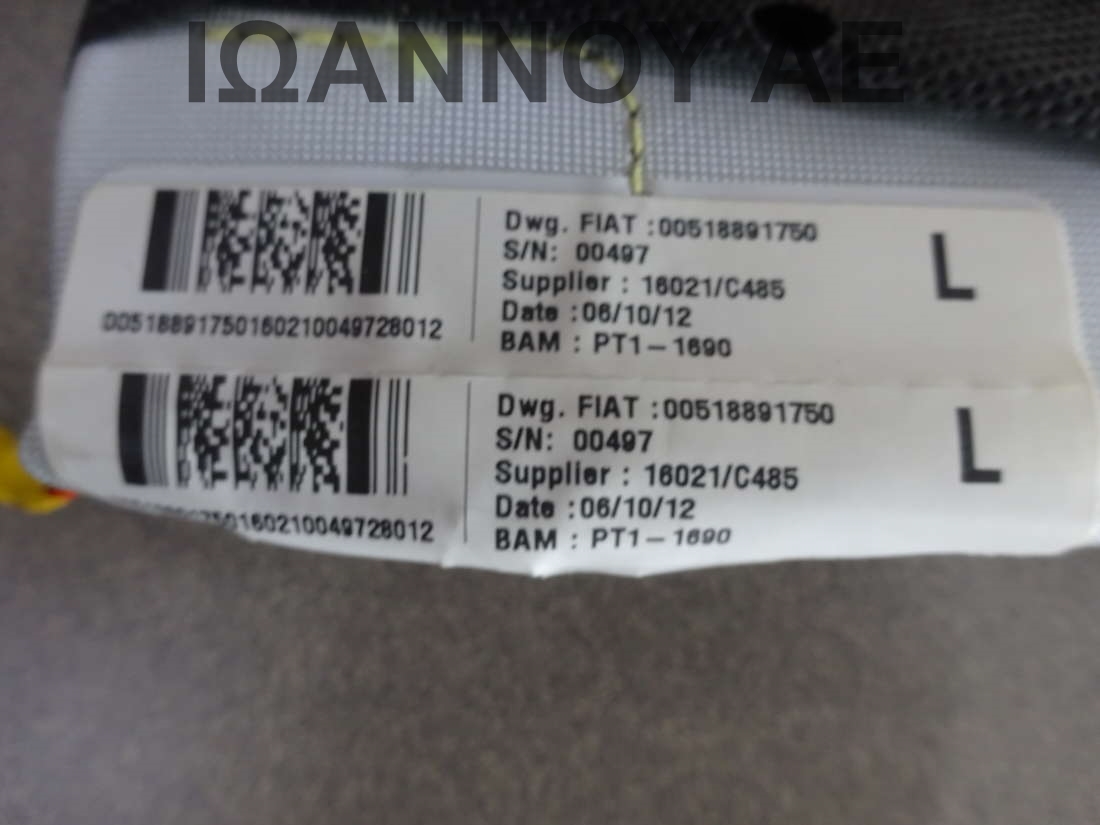 ΙΩΑΝΝΟΥ ΑΕ
Dwg. FIAT :00518891750
S/N: 00497
Supplier : 16021/C485
Date :06/10/12
BAM : PT1-1690
L
00518891750160210049728012
Dwg. FIAT :00518891750
S/N: 00497
Supplier : 16021/C485
Date :06/10/12
BAM : PT1-1690
L